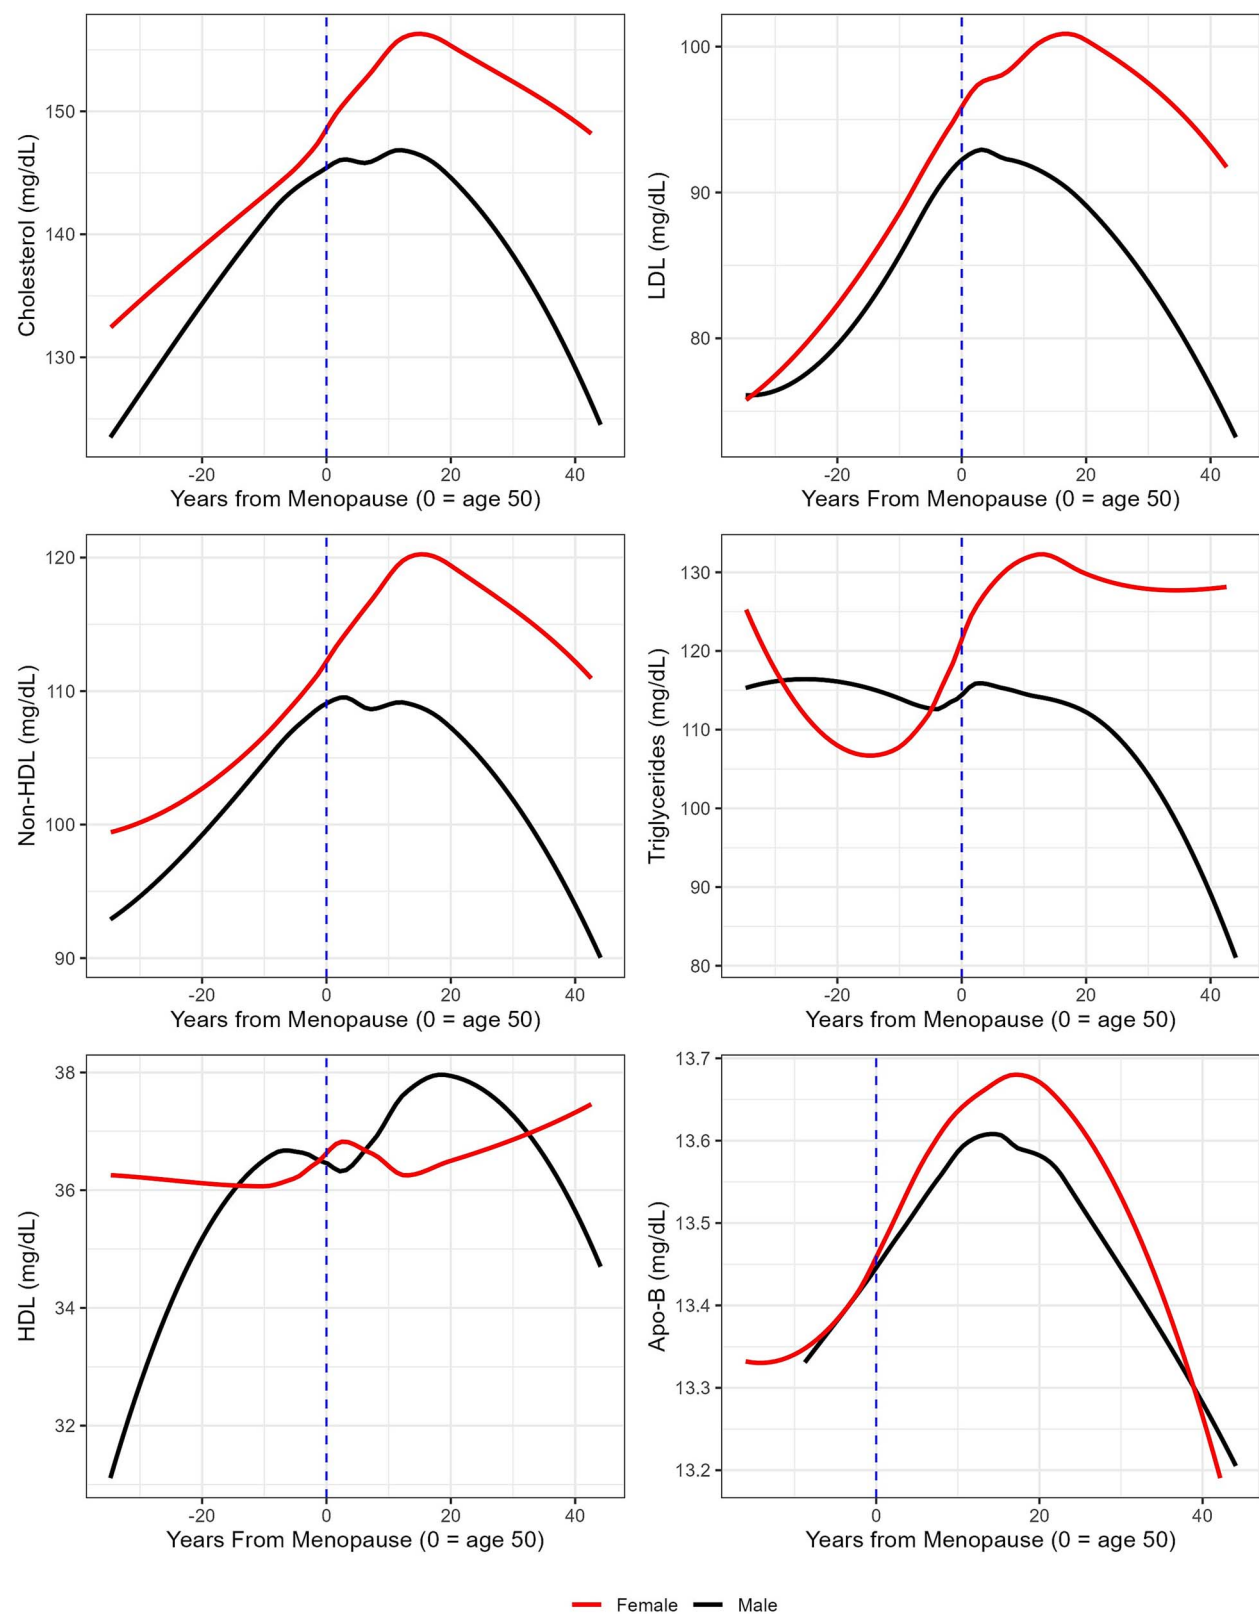 Cholesterol (mg/dL)
150
140
130
-20 0 20 40
Years from Menopause (0 = age 50)
LDL (mg/dL)
100
90
80
-20 0 20 40
Years From Menopause (0 = age 50)
Non-HDL (mg/dL)
120
110
100
90
-20 0 20 40
Years from Menopause (0 = age 50)
Triglycerides (mg/dL)
130
120
110
100
90
80
-20 0 20 40
Years from Menopause (0 = age 50)
HDL (mg/dL)
38
36
34
32
-20 0 20 40
Years From Menopause (0 = age 50)
Apo-B (mg/dL)
13.7
13.6
13.5
13.4
13.3
13.2
0 20 40
Years from Menopause (0 = age 50)
Female Male